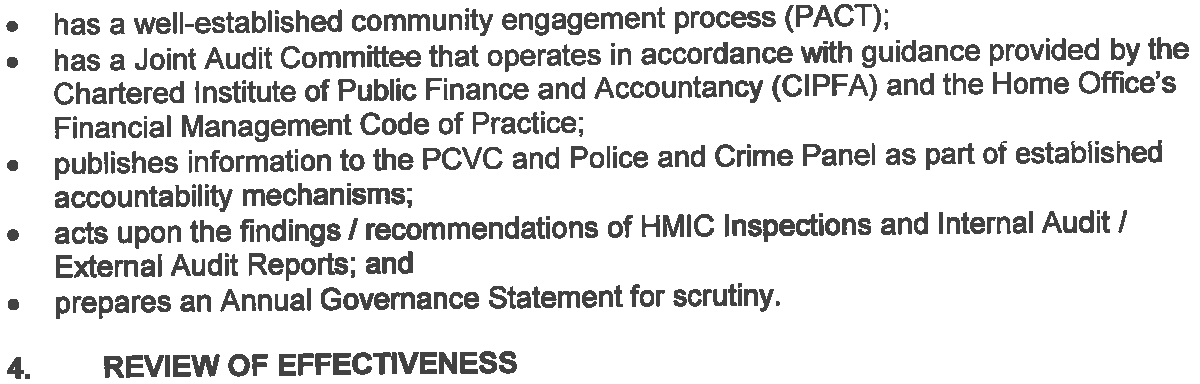 • has a well-established community engagement process (PACT);
• has a Joint Audit Committee that operates in accordance with guidance provided by the
Chartered Institute of Public Finance and Accountancy (CIPFA) and the Home Office's
Financial Management Code of Practice;
• publishes information to the PCVC and Police and Crime Panel as part of established
accountability mechanisms;
• acts upon the findings / recommendations of HMIC Inspections and Internal Audit /
External Audit Reports; and
• prepares an Annual Governance Statement for scrutiny.
4. REVIEW OF EFFECTIVENESS